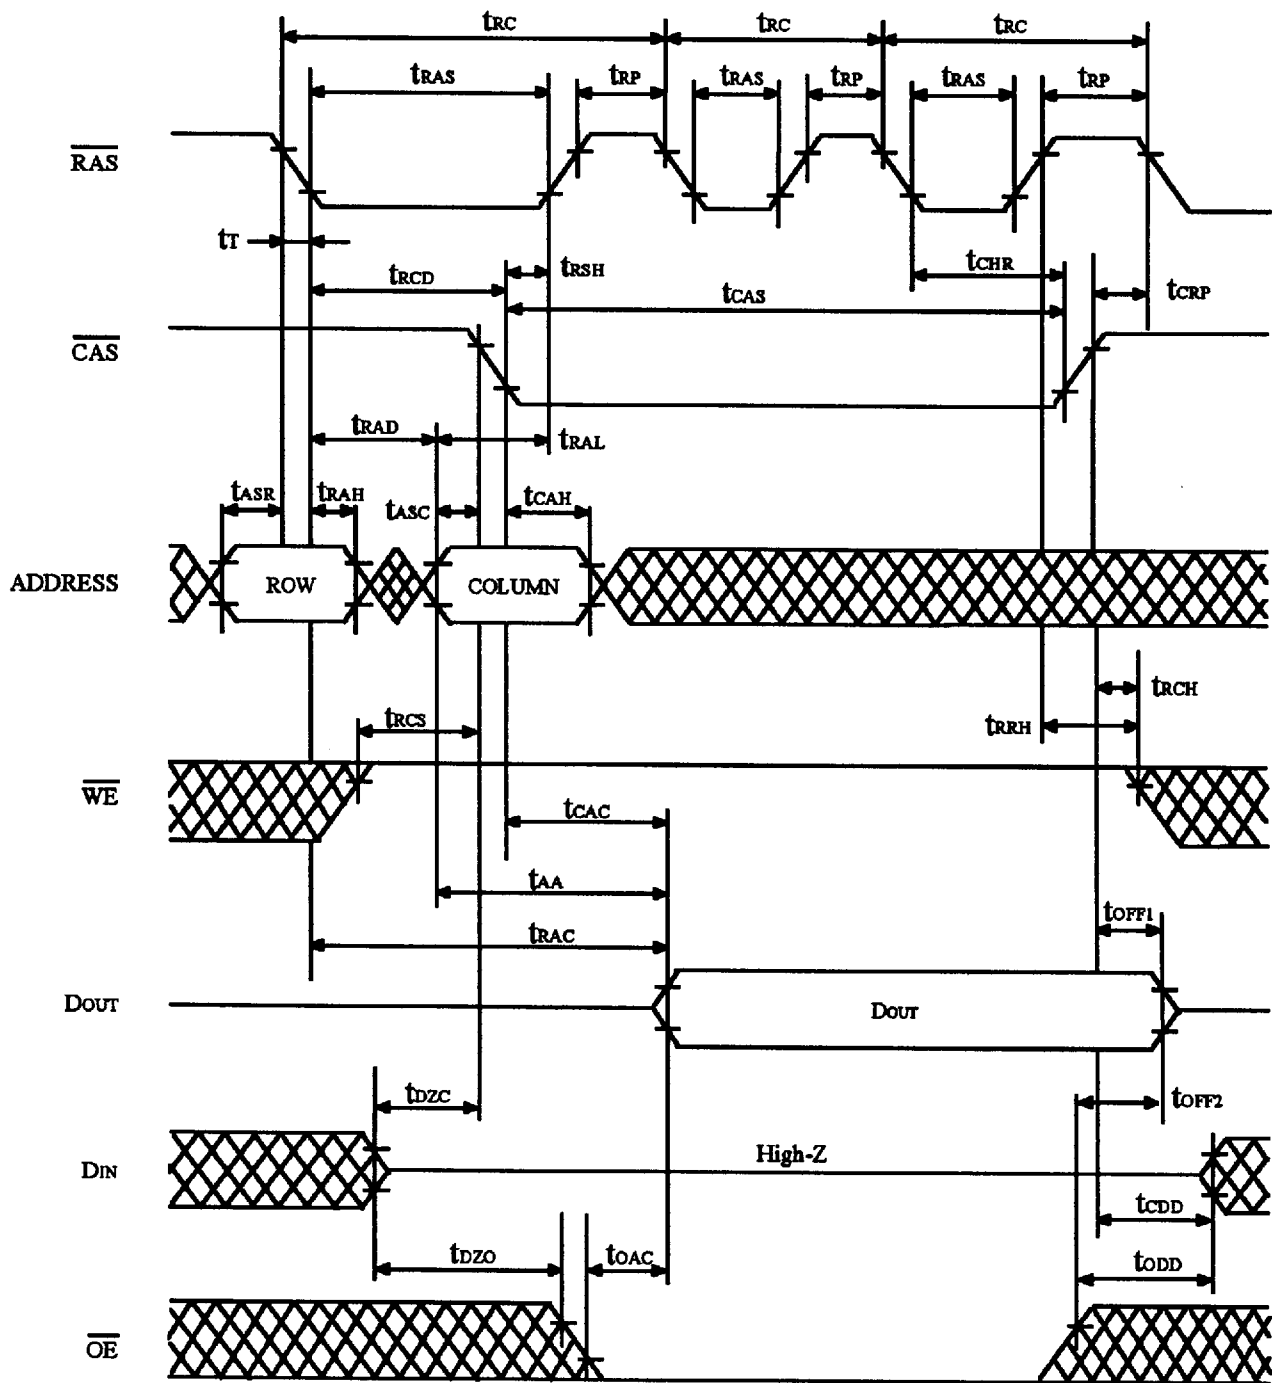 tRC tRC tRC
tRAS tRP tRAS tRP tRAS tRP
RAS
tT
tRCD tRSH tCHR
tCAS tCRP
CAS
tRAD tRAL
tASR tRAH tASC tCAH
ADDRESS ROW COLUMN
tRCH
tRCS tRRH
WE
tCAC
tAA
tOFF1
tRAC
DOUT DOUT
tDZC tOFF2
DIN High-Z
tCDD
tDZO tOAC tODD
OE